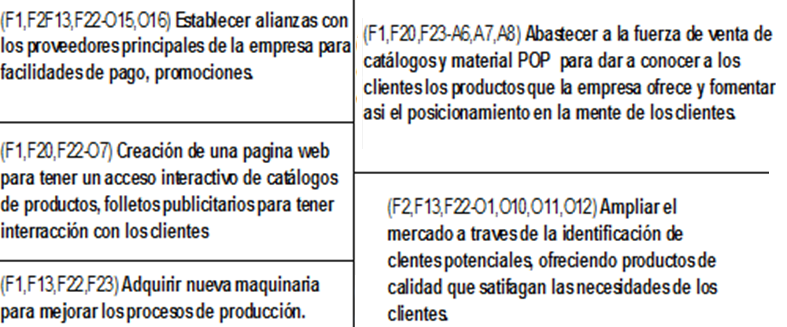 (F1,F2F13,F22-O15,O16) Establecer alianzas con
los proveedores principales de la empresa para
facilidades de pago, promociones.
(F1,F20,F22-O7) Creación de una pagina web
para tener un acceso interactivo de catálogos
de productos, folletos publicitarios para tener
interracción con los clientes
(F1,F13,F22,F23) Adquirir nueva maquinaria
para mejorar los procesos de producción.
(F1,F20,F23-A6,A7,A8) Abastecer a la fuerza de venta de
catálogos y material POP para dar a conocer a los
clientes los productos que la empresa ofrece y fomentar
asi el posicionamiento en la mente de los clientes.
(F2,F13,F22-O1,O10,O11,O12) Ampliar el
mercado a traves de la identificación de
clentes potenciales, ofreciendo productos de
calidad que satifagan las necesidades de los
clientes.